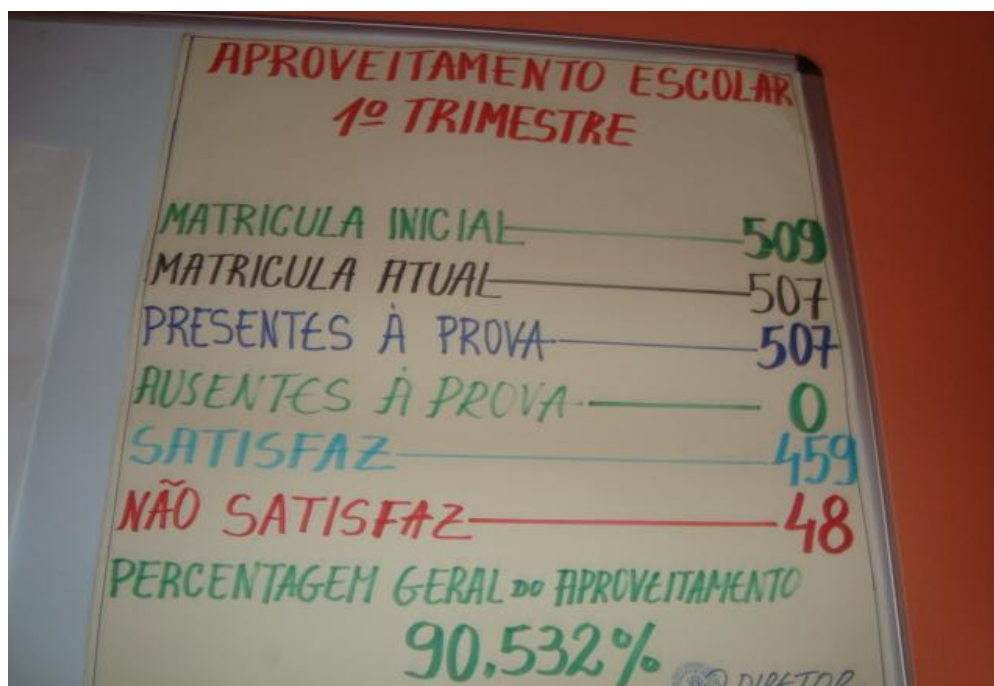 APROVEITAMENTO ESCOLAR
1º TRIMESTRE
MATRICULA INICIAL 509
MATRICULA ATUAL 507
PRESENTES À PROVA 507
AUSENTES À PROVA 0
SATISFAZ 459
NÃO SATISFAZ 48
PERCENTAGEM GERAL DO APROVEITAMENTO
90.532%
DIRETOR